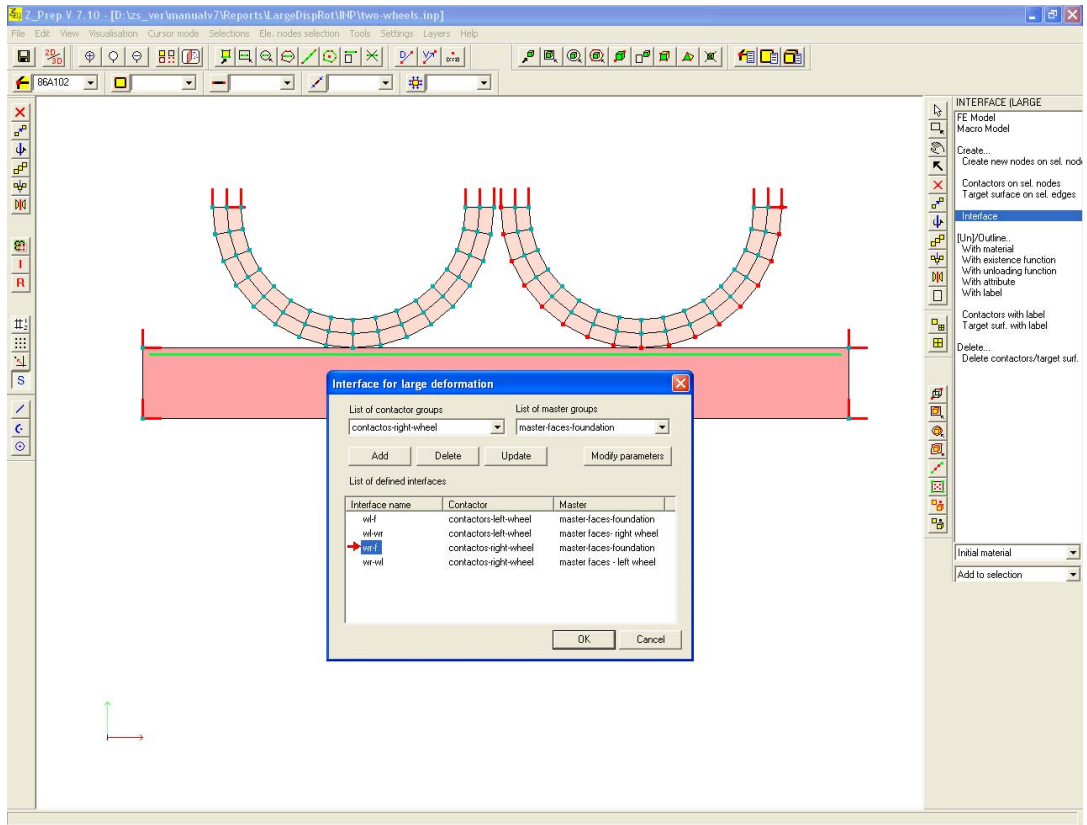 Z_Prep V 7.10 - [D:\zs_ver\manualv7\Reports\LargeDispRot\INP\two-wheels.inp]
File Edit View Visualisation Cursor mode Selections Ele. nodes selection Tools Settings Layers Help
2D/3D
(x=a)
86A102
INTERFACE (LARGE
FE Model
Macro Model
Create...
Create new nodes on sel. nod
Contactors on sel. nodes
Target surface on sel. edges
Interface
[Un]/Outline..
With material
With existence function
With unloading function
With attribute
With label
Contactors with label
Target surf. with label
Delete...
Delete contactors/target surf.
Initial material
Add to selection
I
R
S
Interface for large deformation
List of contactor groups List of master groups
contactos-right-wheel master-faces-foundation
Add Delete Update Modify parameters
List of defined interfaces
Interface name Contactor Master
wl-f contactors-left-wheel master-faces-foundation
wl-wr contactors-left-wheel master faces- right wheel
wr-f contactos-right-wheel master-faces-foundation
wr-wl contactos-right-wheel master faces - left wheel
OK Cancel